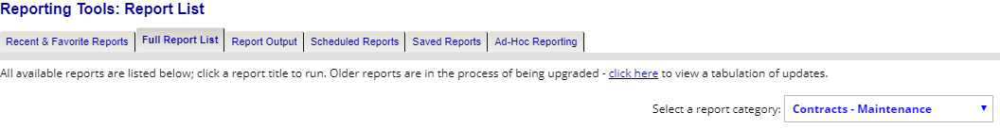 Reporting Tools: Report List
Recent & Favorite Reports Full Report List Report Output Scheduled Reports Saved Reports Ad-Hoc Reporting
All available reports are listed below; click a report title to run. Older reports are in the process of being upgraded - click here to view a tabulation of updates.
Select a report category: Contracts - Maintenance